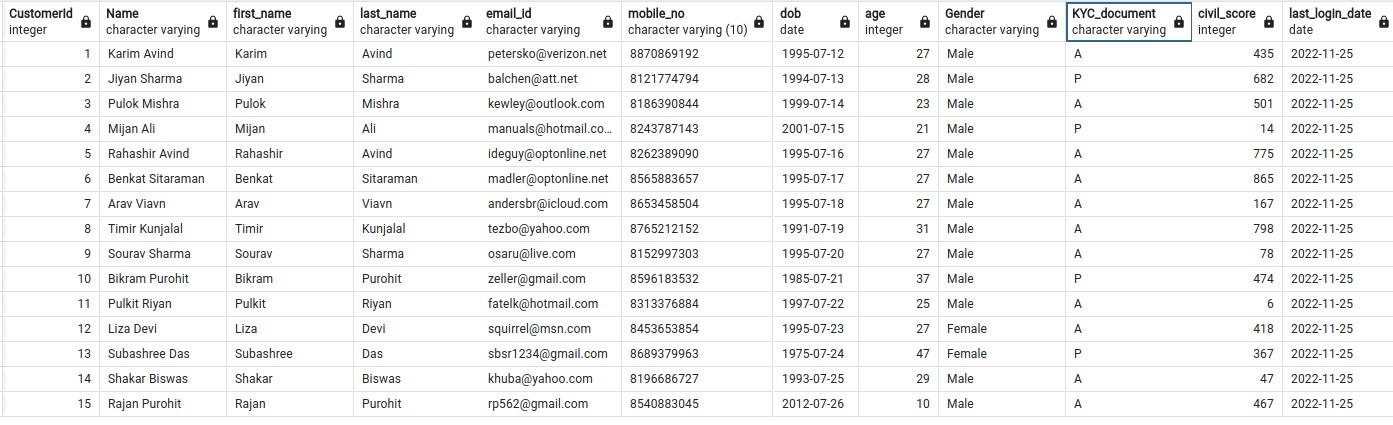 CustomerId Name first_name last_name email_id mobile_no dob age Gender KYC_document civil_score last_login_date
integer character varying character varying character varying character varying character varying (10) date integer character varying character varying integer date
1 Karim Avind Karim Avind petersko@verizon.net 8870869192 1995-07-12 27 Male A 435 2022-11-25
2 Jiyan Sharma Jiyan Sharma balchen@att.net 8121774794 1994-07-13 28 Male P 682 2022-11-25
3 Pulok Mishra Pulok Mishra kewley@outlook.com 8186390844 1999-07-14 23 Male A 501 2022-11-25
4 Mijan Ali Mijan Ali manuals@hotmail.co... 8243787143 2001-07-15 21 Male P 14 2022-11-25
5 Rahashir Avind Rahashir Avind ideguy@optonline.net 8262389090 1995-07-16 27 Male A 775 2022-11-25
6 Benkat Sitaraman Benkat Sitaraman madler@optonline.net 8565883657 1995-07-17 27 Male A 865 2022-11-25
7 Arav Viavn Arav Viavn andersbr@icloud.com 8653458504 1995-07-18 27 Male A 167 2022-11-25
8 Timir Kunjalal Timir Kunjalal tezbo@yahoo.com 8765212152 1991-07-19 31 Male A 798 2022-11-25
9 Sourav Sharma Sourav Sharma osaru@live.com 8152997303 1995-07-20 27 Male A 78 2022-11-25
10 Bikram Purohit Bikram Purohit zeller@gmail.com 8596183532 1985-07-21 37 Male P 474 2022-11-25
11 Pulkit Riyan Pulkit Riyan fatelk@hotmail.com 8313376884 1997-07-22 25 Male A 6 2022-11-25
12 Liza Devi Liza Devi squirrel@msn.com 8453653854 1995-07-23 27 Female A 418 2022-11-25
13 Subashree Das Subashree Das sbsr1234@gmail.com 8689379963 1975-07-24 47 Female P 367 2022-11-25
14 Shakar Biswas Shakar Biswas khuba@yahoo.com 8196686727 1993-07-25 29 Male A 47 2022-11-25
15 Rajan Purohit Rajan Purohit rp562@gmail.com 8540883045 2012-07-26 10 Male A 467 2022-11-25